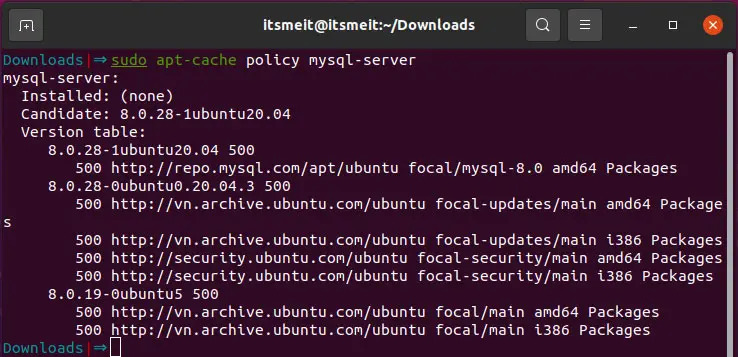 itsmeit@itsmeit:~/Downloads
Downloads|⇒ sudo apt-cache policy mysql-server
mysql-server:
  Installed: (none)
  Candidate: 8.0.28-1ubuntu20.04
  Version table:
     8.0.28-1ubuntu20.04 500
        500 http://repo.mysql.com/apt/ubuntu focal/mysql-8.0 amd64 Packages
     8.0.28-0ubuntu0.20.04.3 500
        500 http://vn.archive.ubuntu.com/ubuntu focal-updates/main amd64 Package
s
        500 http://vn.archive.ubuntu.com/ubuntu focal-updates/main i386 Packages
        500 http://security.ubuntu.com/ubuntu focal-security/main amd64 Packages
        500 http://security.ubuntu.com/ubuntu focal-security/main i386 Packages
     8.0.19-0ubuntu5 500
        500 http://vn.archive.ubuntu.com/ubuntu focal/main amd64 Packages
        500 http://vn.archive.ubuntu.com/ubuntu focal/main i386 Packages
Downloads|⇒